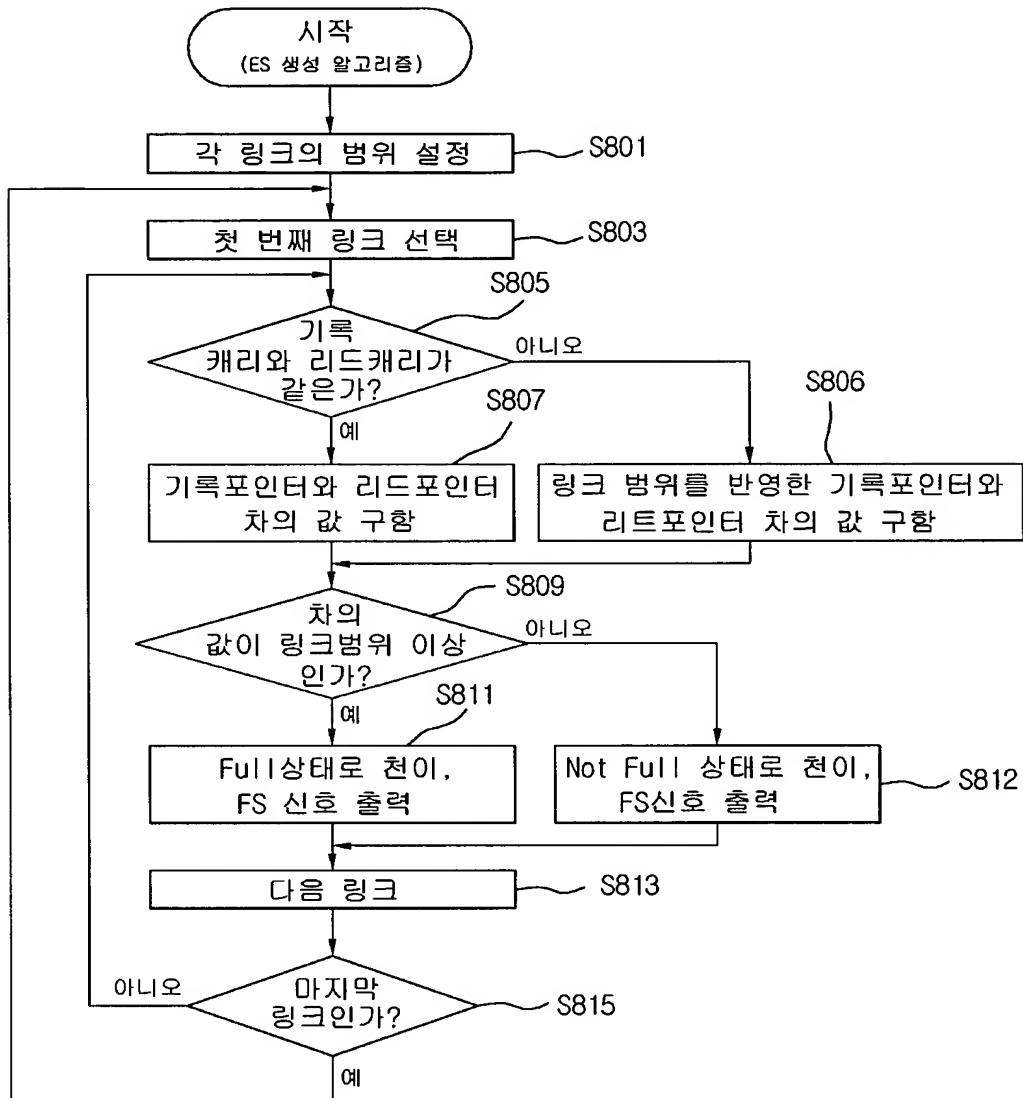 시작
(ES 생성 알고리즘)
각 링크의 범위 설정
S801
첫 번째 링크 선택
S803
S805
기록
캐리와 리드캐리가
같은가?
아니오
예
S807
S806
기록포인터와 리드포인터
차의 값 구함
링크 범위를 반영한 기록포인터와
리트포인터 차의 값 구함
S809
차의
값이 링크범위 이상
인가?
아니오
예
S811
Full상태로 천이,
FS 신호 출력
Not Full 상태로 천이,
FS신호 출력
S812
다음 링크
S813
아니오
마지막
링크인가?
S815
예